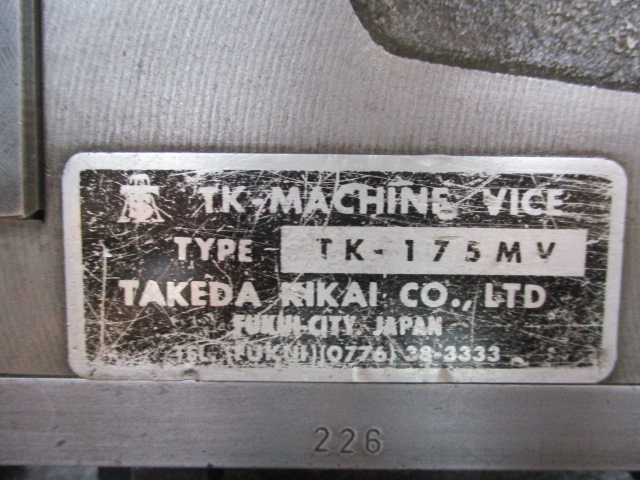 TK-MACHINE VICE
TYPE TK-175MV
TAKEDA KIKAI CO., LTD
FUKUI-CITY. JAPAN
TEL. (FUKUI)(0776) 38-3333
226